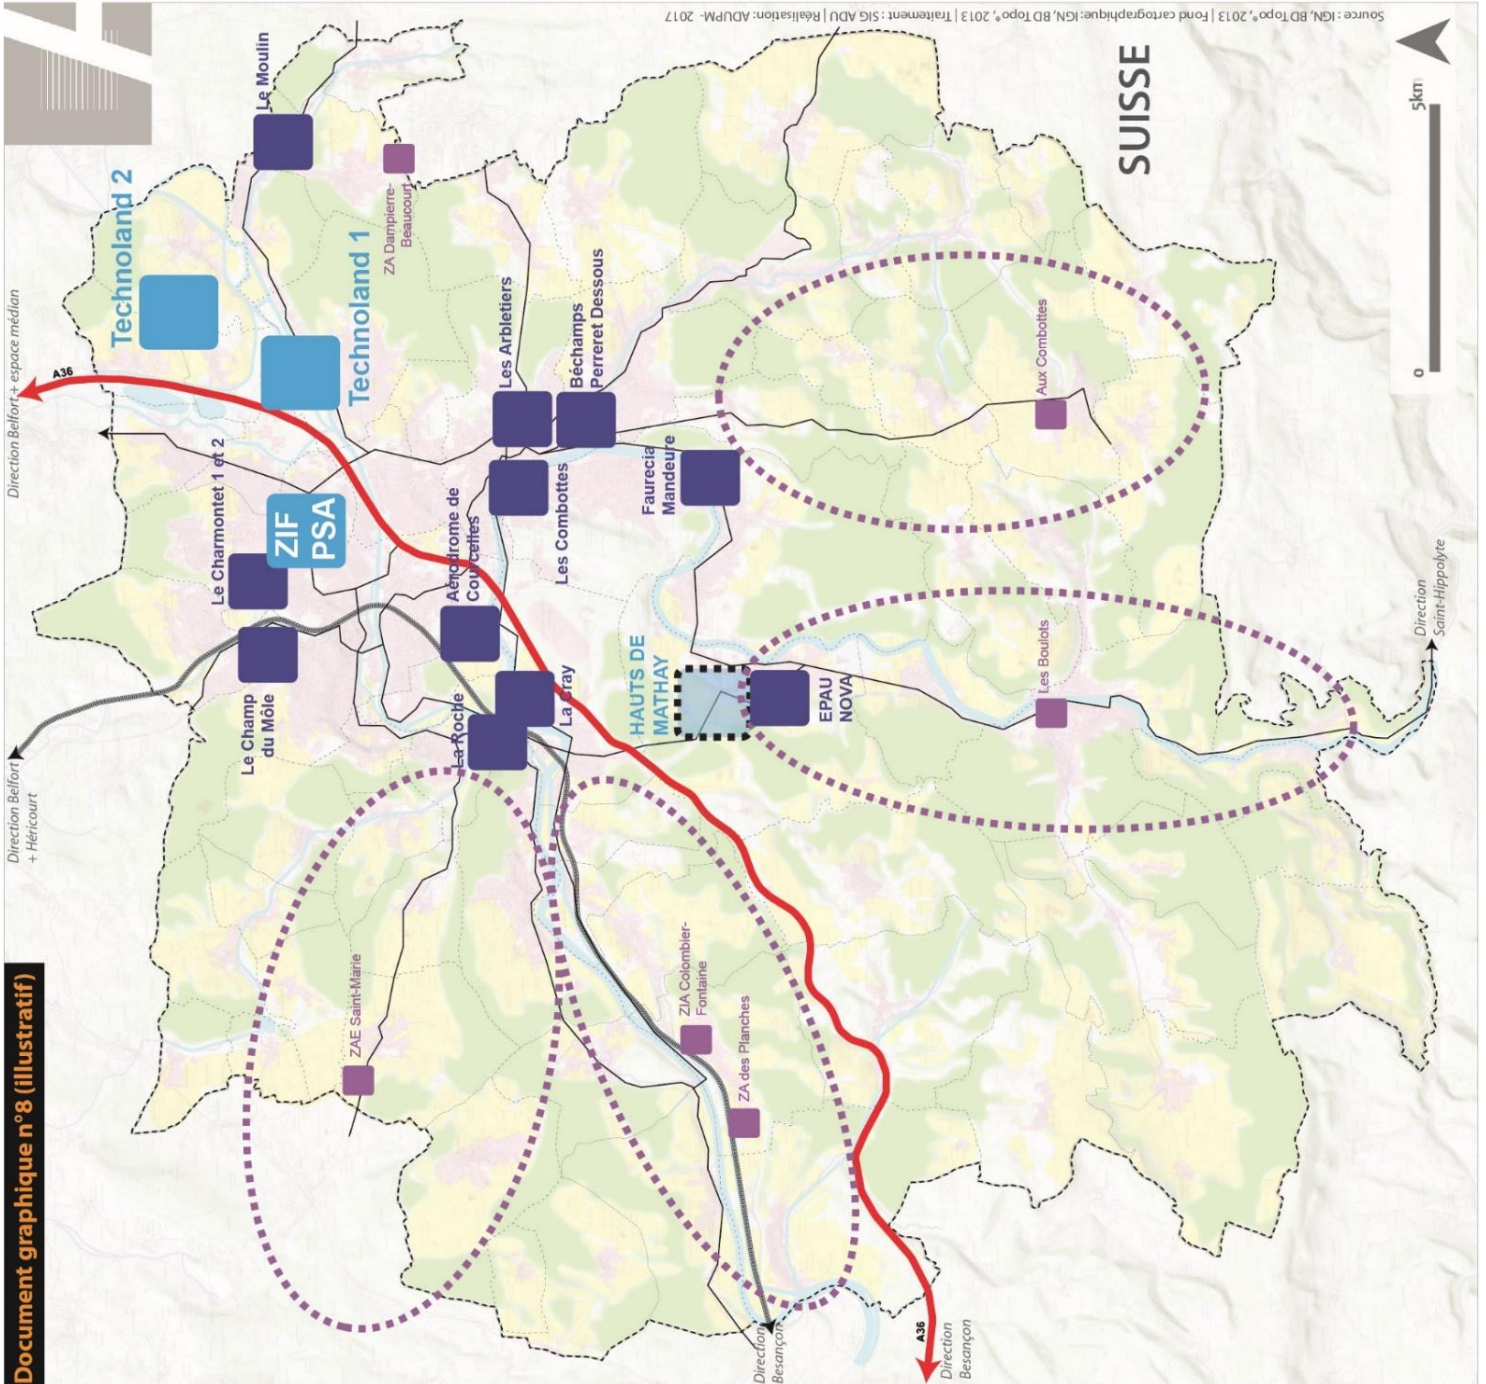 Document graphique n°8 (illustratif)
Direction Belfort
+ Héricourt
Direction Belfort + espace médian
A36
Technoland 2
Technoland 1
Le Moulin
ZA Dampierre-
Beaucourt
Le Charmontet 1 et 2
ZIF
PSA
Le Champ
du Môle
Aérodrome de
Courcelles
Les Arbletiers
Béchamps
Perreret Dessous
Les Combottes
Faurecia
Mandeure
La Roche
La Cray
HAUTS DE
MATHAY
EPAU
NOVA
ZAE Saint-Marie
ZIA Colombier-
Fontaine
ZA des Planches
Les Boulots
Aux Combottes
SUISSE
Direction
Saint-Hippolyte
Direction
Besançon
A36
Direction
Besançon
0
5km
Source : IGN, BD Topo®, 2013 | Fond cartographique: IGN, BD Topo®, 2013 | Traitement : SIG ADU | Réalisation: ADUPM- 2017